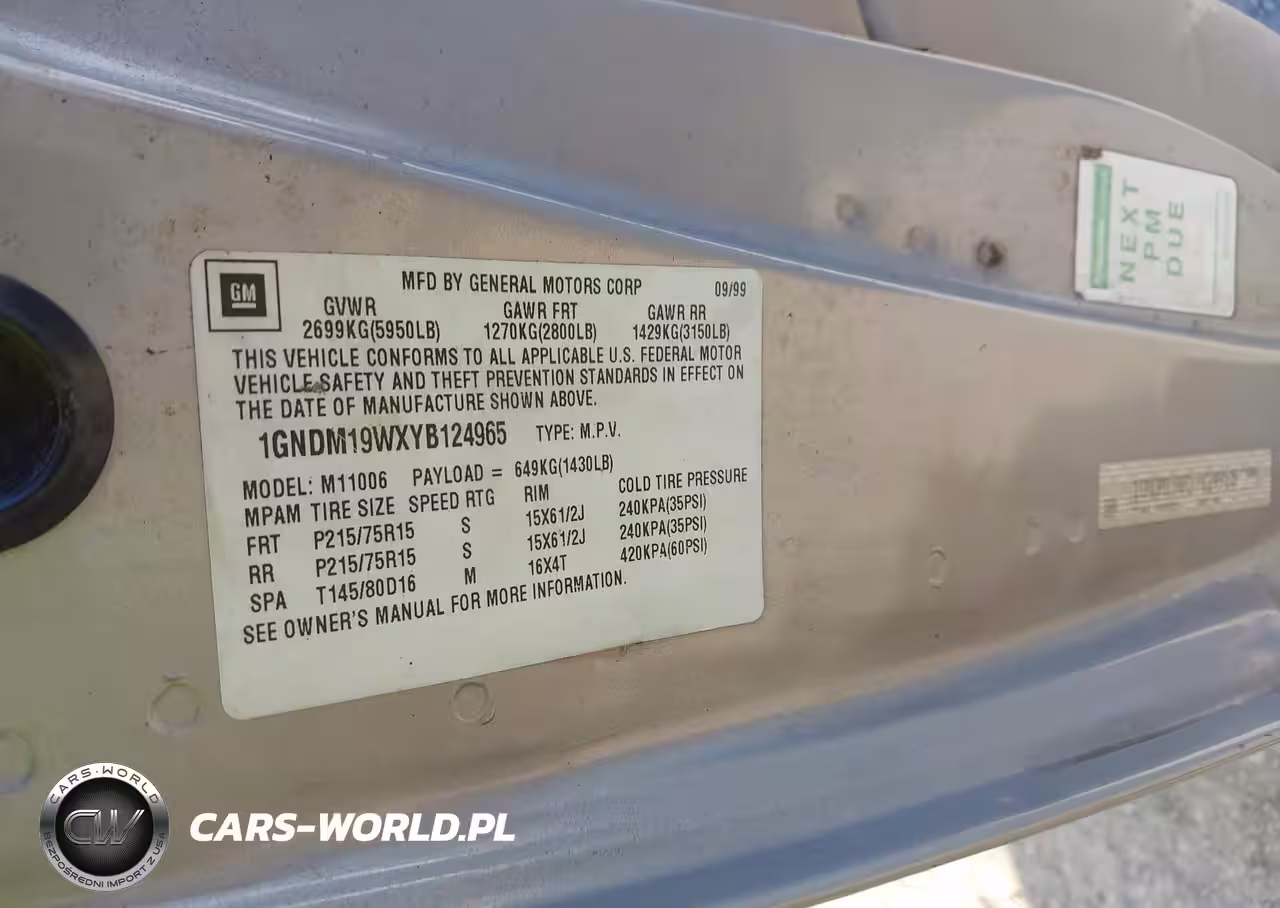 GM
MFD BY GENERAL MOTORS CORP 09/99
GVWR GAWR FRT GAWR RR
2699KG(5950LB) 1270KG(2800LB) 1429KG(3150LB)
THIS VEHICLE CONFORMS TO ALL APPLICABLE U.S. FEDERAL MOTOR
VEHICLE SAFETY AND THEFT PREVENTION STANDARDS IN EFFECT ON
THE DATE OF MANUFACTURE SHOWN ABOVE.
1GNDM19WXYB124965 TYPE: M.P.V.
MODEL: M11006 PAYLOAD = 649KG(1430LB)
MPAM TIRE SIZE SPEED RTG RIM COLD TIRE PRESSURE
FRT P215/75R15 S 15X61/2J 240KPA(35PSI)
RR P215/75R15 S 15X61/2J 240KPA(35PSI)
SPA T145/80D16 M 16X4T 420KPA(60PSI)
SEE OWNER'S MANUAL FOR MORE INFORMATION.
NEXT
PM
DUE
CARS-WORLD
CW
BEZPOŚREDNI IMPORT Z USA
CARS-WORLD.PL